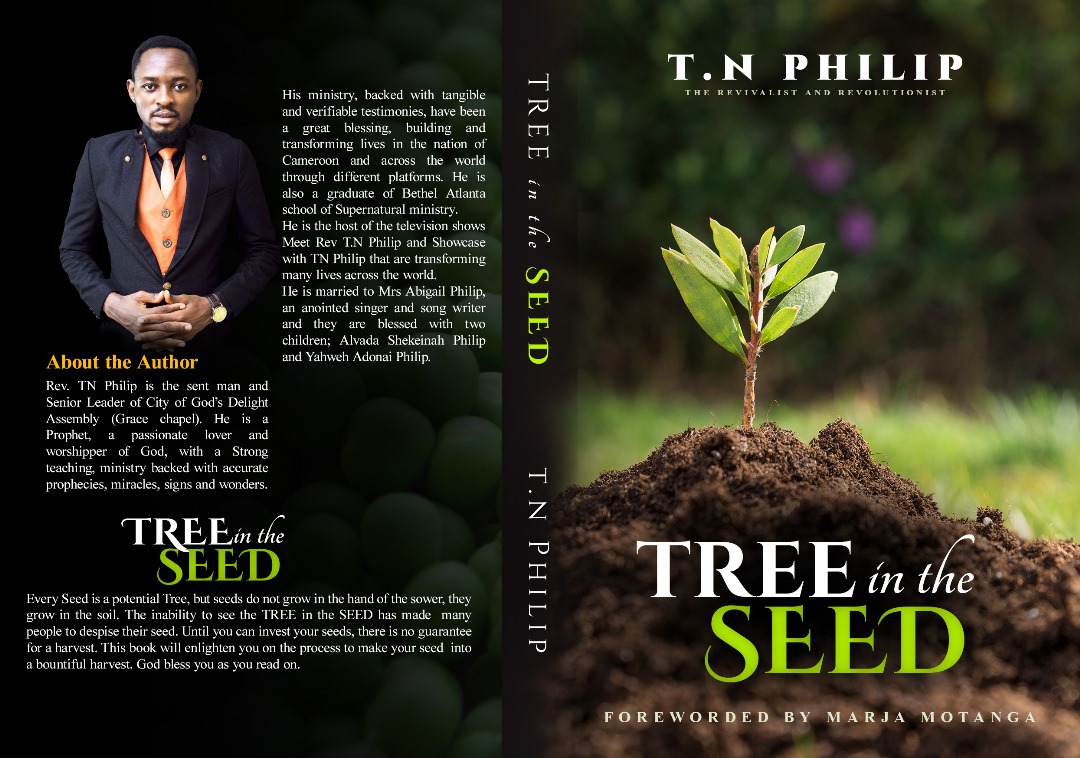 His ministry, backed with tangible
and verifiable testimonies, have been
a great blessing, building and
transforming lives in the nation of
Cameroon and across the world
through different platforms. He is
also a graduate of Bethel Atlanta
school of Supernatural ministry.
He is the host of the television shows
Meet Rev T.N Philip and Showcase
with TN Philip that are transforming
many lives across the world.
He is married to Mrs Abigail Philip,
an anointed singer and song writer
and they are blessed with two
children; Alvada Shekeinah Philip
and Yahweh Adonai Philip.
About the Author
Rev. TN Philip is the sent man and
Senior Leader of City of God's Delight
Assembly (Grace chapel). He is a
Prophet, a passionate lover and
worshipper of God, with a Strong
teaching, ministry backed with accurate
prophecies, miracles, signs and wonders.
TREE in the
SEED
Every Seed is a potential Tree, but seeds do not grow in the hand of the sower, they
grow in the soil. The inability to see the TREE in the SEED has made many
people to despise their seed. Until you can invest your seeds, there is no guarantee
for a harvest. This book will enlighten you on the process to make your seed into
a bountiful harvest. God bless you as you read on.
TREE in the SEED
T.N PHILIP
T.N PHILIP
THE REVIVALIST AND REVOLUTIONIST
TREE in the
SEED
FOREWORDED BY MARJA MOTANGA